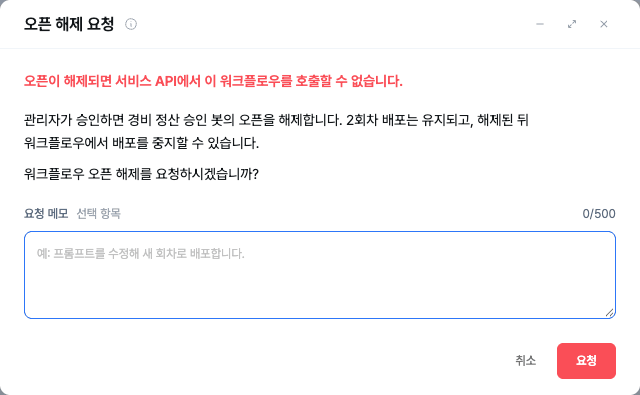 오픈 해제 요청
오픈이 해제되면 서비스 API에서 이 워크플로우를 호출할 수 없습니다.
관리자가 승인하면 경비 정산 승인 봇의 오픈을 해제합니다. 2회차 배포는 유지되고, 해제된 뒤
워크플로우에서 배포를 중지할 수 있습니다.
워크플로우 오픈 해제를 요청하시겠습니까?
요청 메모 선택 항목 0/500
예: 프롬프트를 수정해 새 회차로 배포합니다.
취소 요청